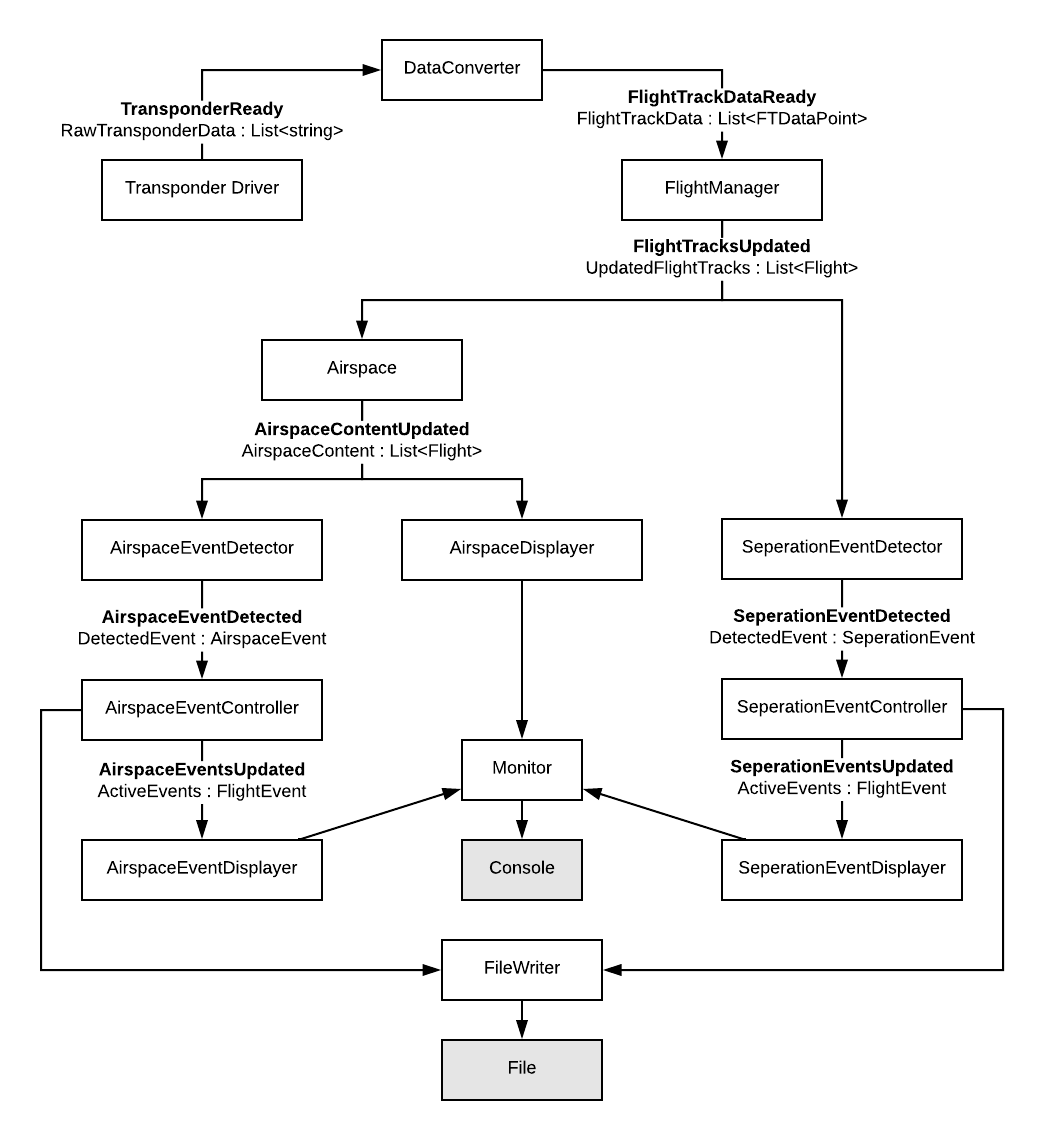 DataConverter
TransponderReady
RawTransponderData : List<string>
FlightTrackDataReady
FlightTrackData : List<FTDataPoint>
Transponder Driver
FlightManager
FlightTracksUpdated
UpdatedFlightTracks : List<Flight>
Airspace
AirspaceContentUpdated
AirspaceContent : List<Flight>
AirspaceEventDetector
AirspaceDisplayer
SeperationEventDetector
AirspaceEventDetected
DetectedEvent : AirspaceEvent
SeperationEventDetected
DetectedEvent : SeperationEvent
AirspaceEventController
SeperationEventController
AirspaceEventsUpdated
ActiveEvents : FlightEvent
Monitor
SeperationEventsUpdated
ActiveEvents : FlightEvent
AirspaceEventDisplayer
Console
SeperationEventDisplayer
FileWriter
File